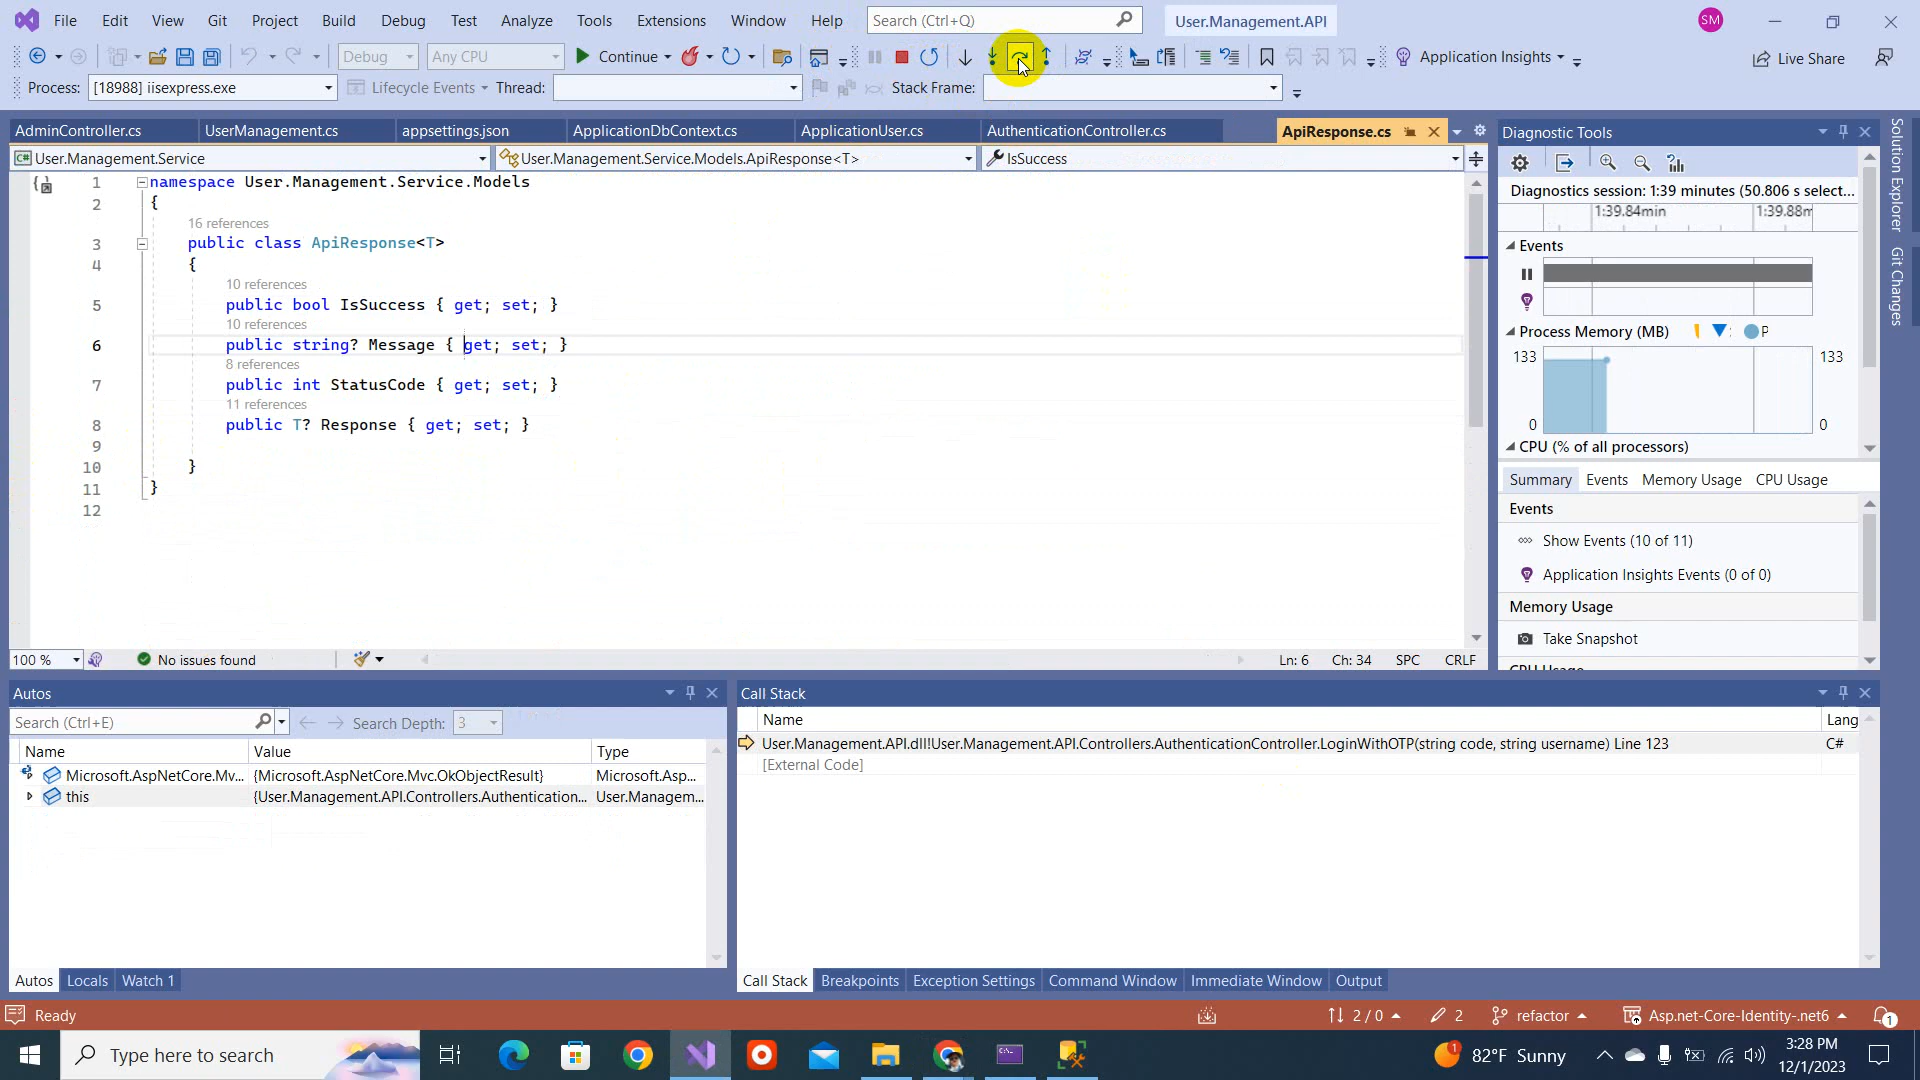 File Edit View Git Project Build Debug Test Analyze Tools Extensions Window Help Search (Ctrl+Q) User.Management.API SM
Debug Any CPU Continue Application Insights Live Share
Process: [18988] iisexpress.exe Lifecycle Events Thread: Stack Frame:
AdminController.cs UserManagement.cs appsettings.json ApplicationDbContext.cs ApplicationUser.cs AuthenticationController.cs ApiResponse.cs
User.Management.Service User.Management.Service.Models.ApiResponse<T> IsSuccess
1 namespace User.Management.Service.Models
2 {
16 references
3 public class ApiResponse<T>
4 {
10 references
5 public bool IsSuccess { get; set; }
10 references
6 public string? Message { get; set; }
8 references
7 public int StatusCode { get; set; }
11 references
8 public T? Response { get; set; }
9
10 }
11 }
12
100 % No issues found Ln: 6 Ch: 34 SPC CRLF
Diagnostic Tools
Diagnostics session: 1:39 minutes (50.806 s select...
1:39.84min 1:39.88m
Events
Process Memory (MB) P
133 133
0 0
CPU (% of all processors)
Summary Events Memory Usage CPU Usage
Events
Show Events (10 of 11)
Application Insights Events (0 of 0)
Memory Usage
Take Snapshot
CPU Usage
Solution Explorer
Git Changes
Autos
Search (Ctrl+E) Search Depth: 3
Name Value Type
Microsoft.AspNetCore.Mv... {Microsoft.AspNetCore.Mvc.OkObjectResult} Microsoft.Asp...
this {User.Management.API.Controllers.Authentication... User.Managem...
Autos Locals Watch 1
Call Stack
Name Lang
User.Management.API.dll!User.Management.API.Controllers.AuthenticationController.LoginWithOTP(string code, string username) Line 123 C#
[External Code]
Call Stack Breakpoints Exception Settings Command Window Immediate Window Output
Ready 2 / 0 2 refactor Asp.net-Core-Identity-.net6 1
Type here to search 1 82°F Sunny 3:28 PM
12/1/2023